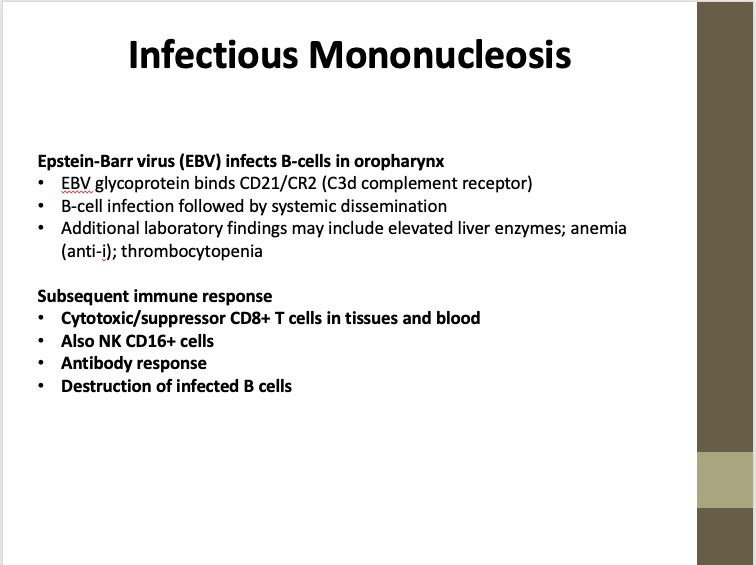 Infectious Mononucleosis
Epstein-Barr virus (EBV) infects B-cells in oropharynx
• EBV glycoprotein binds CD21/CR2 (C3d complement receptor)
• B-cell infection followed by systemic dissemination
• Additional laboratory findings may include elevated liver enzymes; anemia
(anti-i); thrombocytopenia
Subsequent immune response
• Cytotoxic/suppressor CD8+ T cells in tissues and blood
• Also NK CD16+ cells
• Antibody response
• Destruction of infected B cells